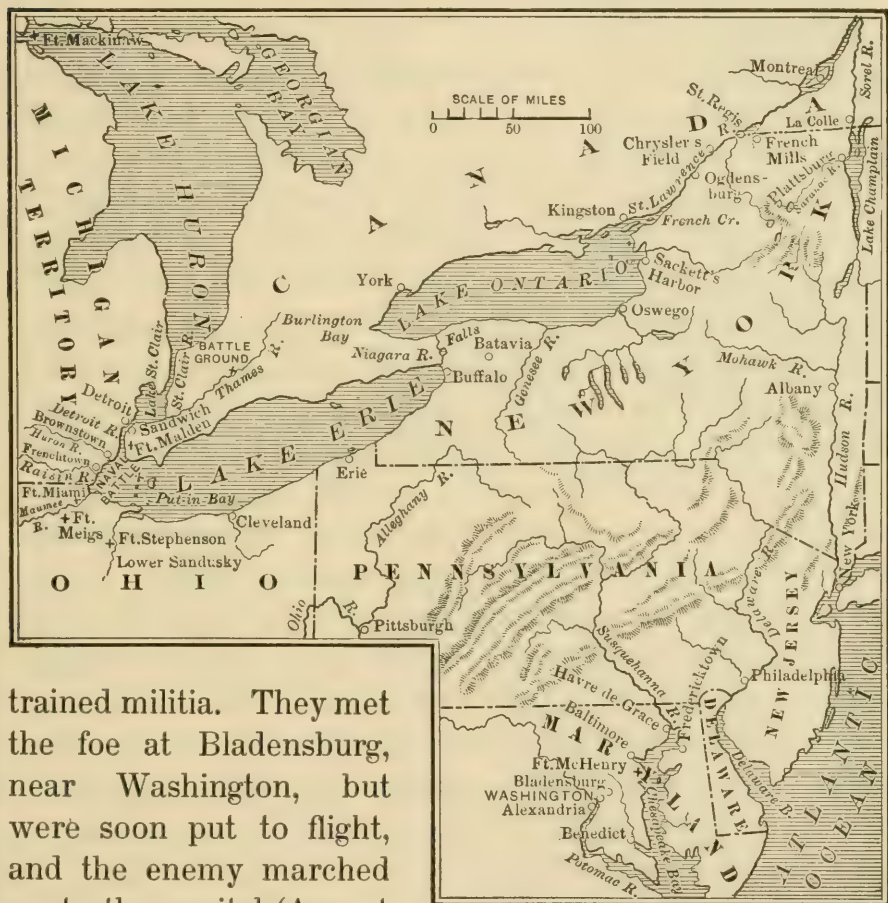 Ft. Mackinaw
LAKE HURON
GEORGIAN BAY
MICHIGAN TERRITORY
CANADA
SCALE OF MILES
0 50 100
Montreal
Sorel R.
St. Regis R.
La Colle
Chrysler's Field
French Mills
Ogdensburg
Plattsburg
Saranac R.
Lake Champlain
Kingston
St. Lawrence
French Cr.
York
LAKE ONTARIO
Sackett's Harbor
Oswego
Burlington Bay
Falls
Niagara R.
Batavia
Genesee R.
Buffalo
Mohawk R.
Albany
Hudson R.
NEW YORK
BATTLE GROUND
Thames R.
Lake St. Clair
St. Clair R.
Detroit
Detroit R.
Sandwich
Brownstown
Ft. Malden
Huron R.
Frenchtown
Raisin R.
NAVAL BATTLE
LAKE ERIE
Put-in-Bay
Ft. Miami
Maumee R.
Ft. Meigs
Ft. Stephenson
Lower Sandusky
Cleveland
Erie
OHIO
Alleghany R.
PENNSYLVANIA
Ohio R.
Pittsburgh
Delaware R.
New York
NEW JERSEY
Susquehanna R.
Philadelphia
Havre de Grace
Fredericktown
Baltimore
MARYLAND
DELAWARE
Ft. McHenry
Bladensburg
WASHINGTON
Alexandria
Benedict
Chesapeake Bay
Potomac R.
Delaware B.
ATLANTIC OCEAN
trained militia. They met
the foe at Bladensburg,
near Washington, but
were soon put to flight,
and the enemy marched